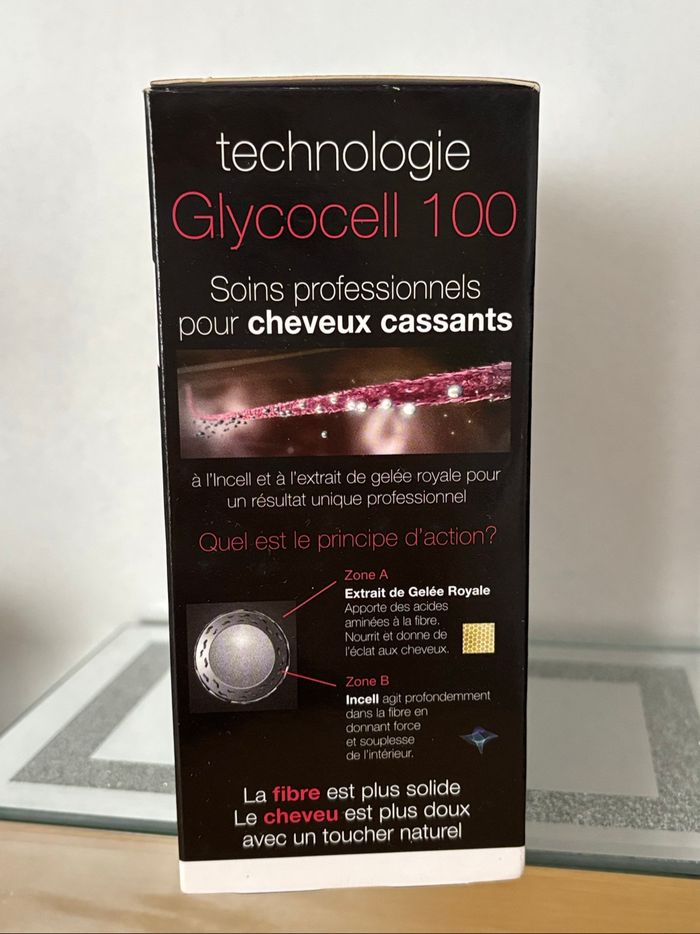 technologie
Glycocell 100
Soins professionnels
pour cheveux cassants
à l'Incell et à l'extrait de gelée royale pour
un résultat unique professionnel
Quel est le principe d'action?
Zone A
Extrait de Gelée Royale
Apporte des acides
aminées à la fibre.
Nourrit et donne de
l'éclat aux cheveux.
Zone B
Incell agit profondemment
dans la fibre en
donnant force
et souplesse
de l'intérieur.
La fibre est plus solide
Le cheveu est plus doux
avec un toucher naturel